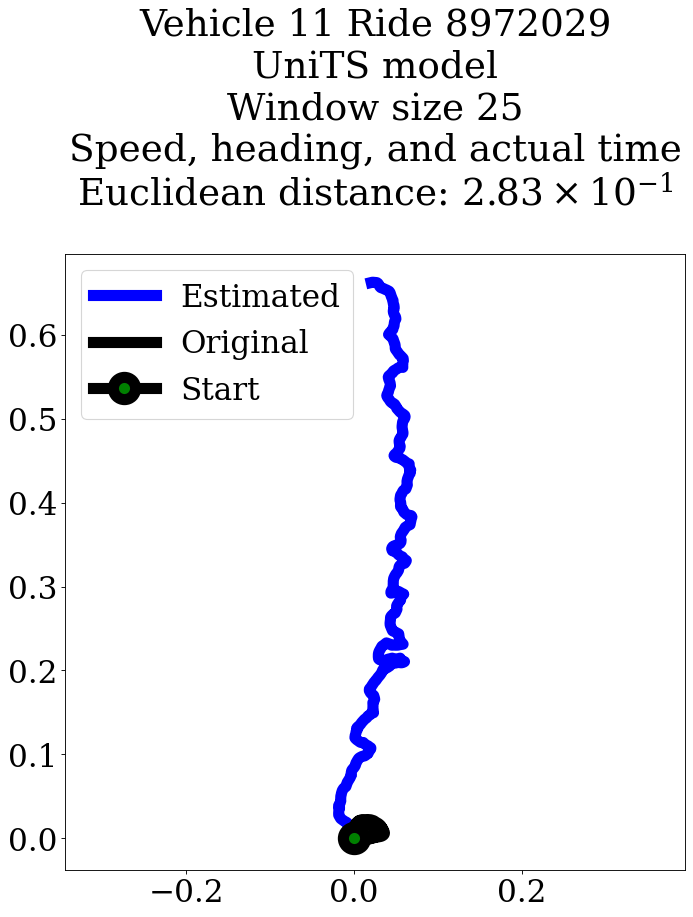 Vehicle 11 Ride 8972029
UniTS model
Window size 25
Speed, heading, and actual time
Euclidean distance: 2.83 × 10⁻¹
Estimated
Original
Start
0.6
0.5
0.4
0.3
0.2
0.1
0.0
−0.2
0.0
0.2